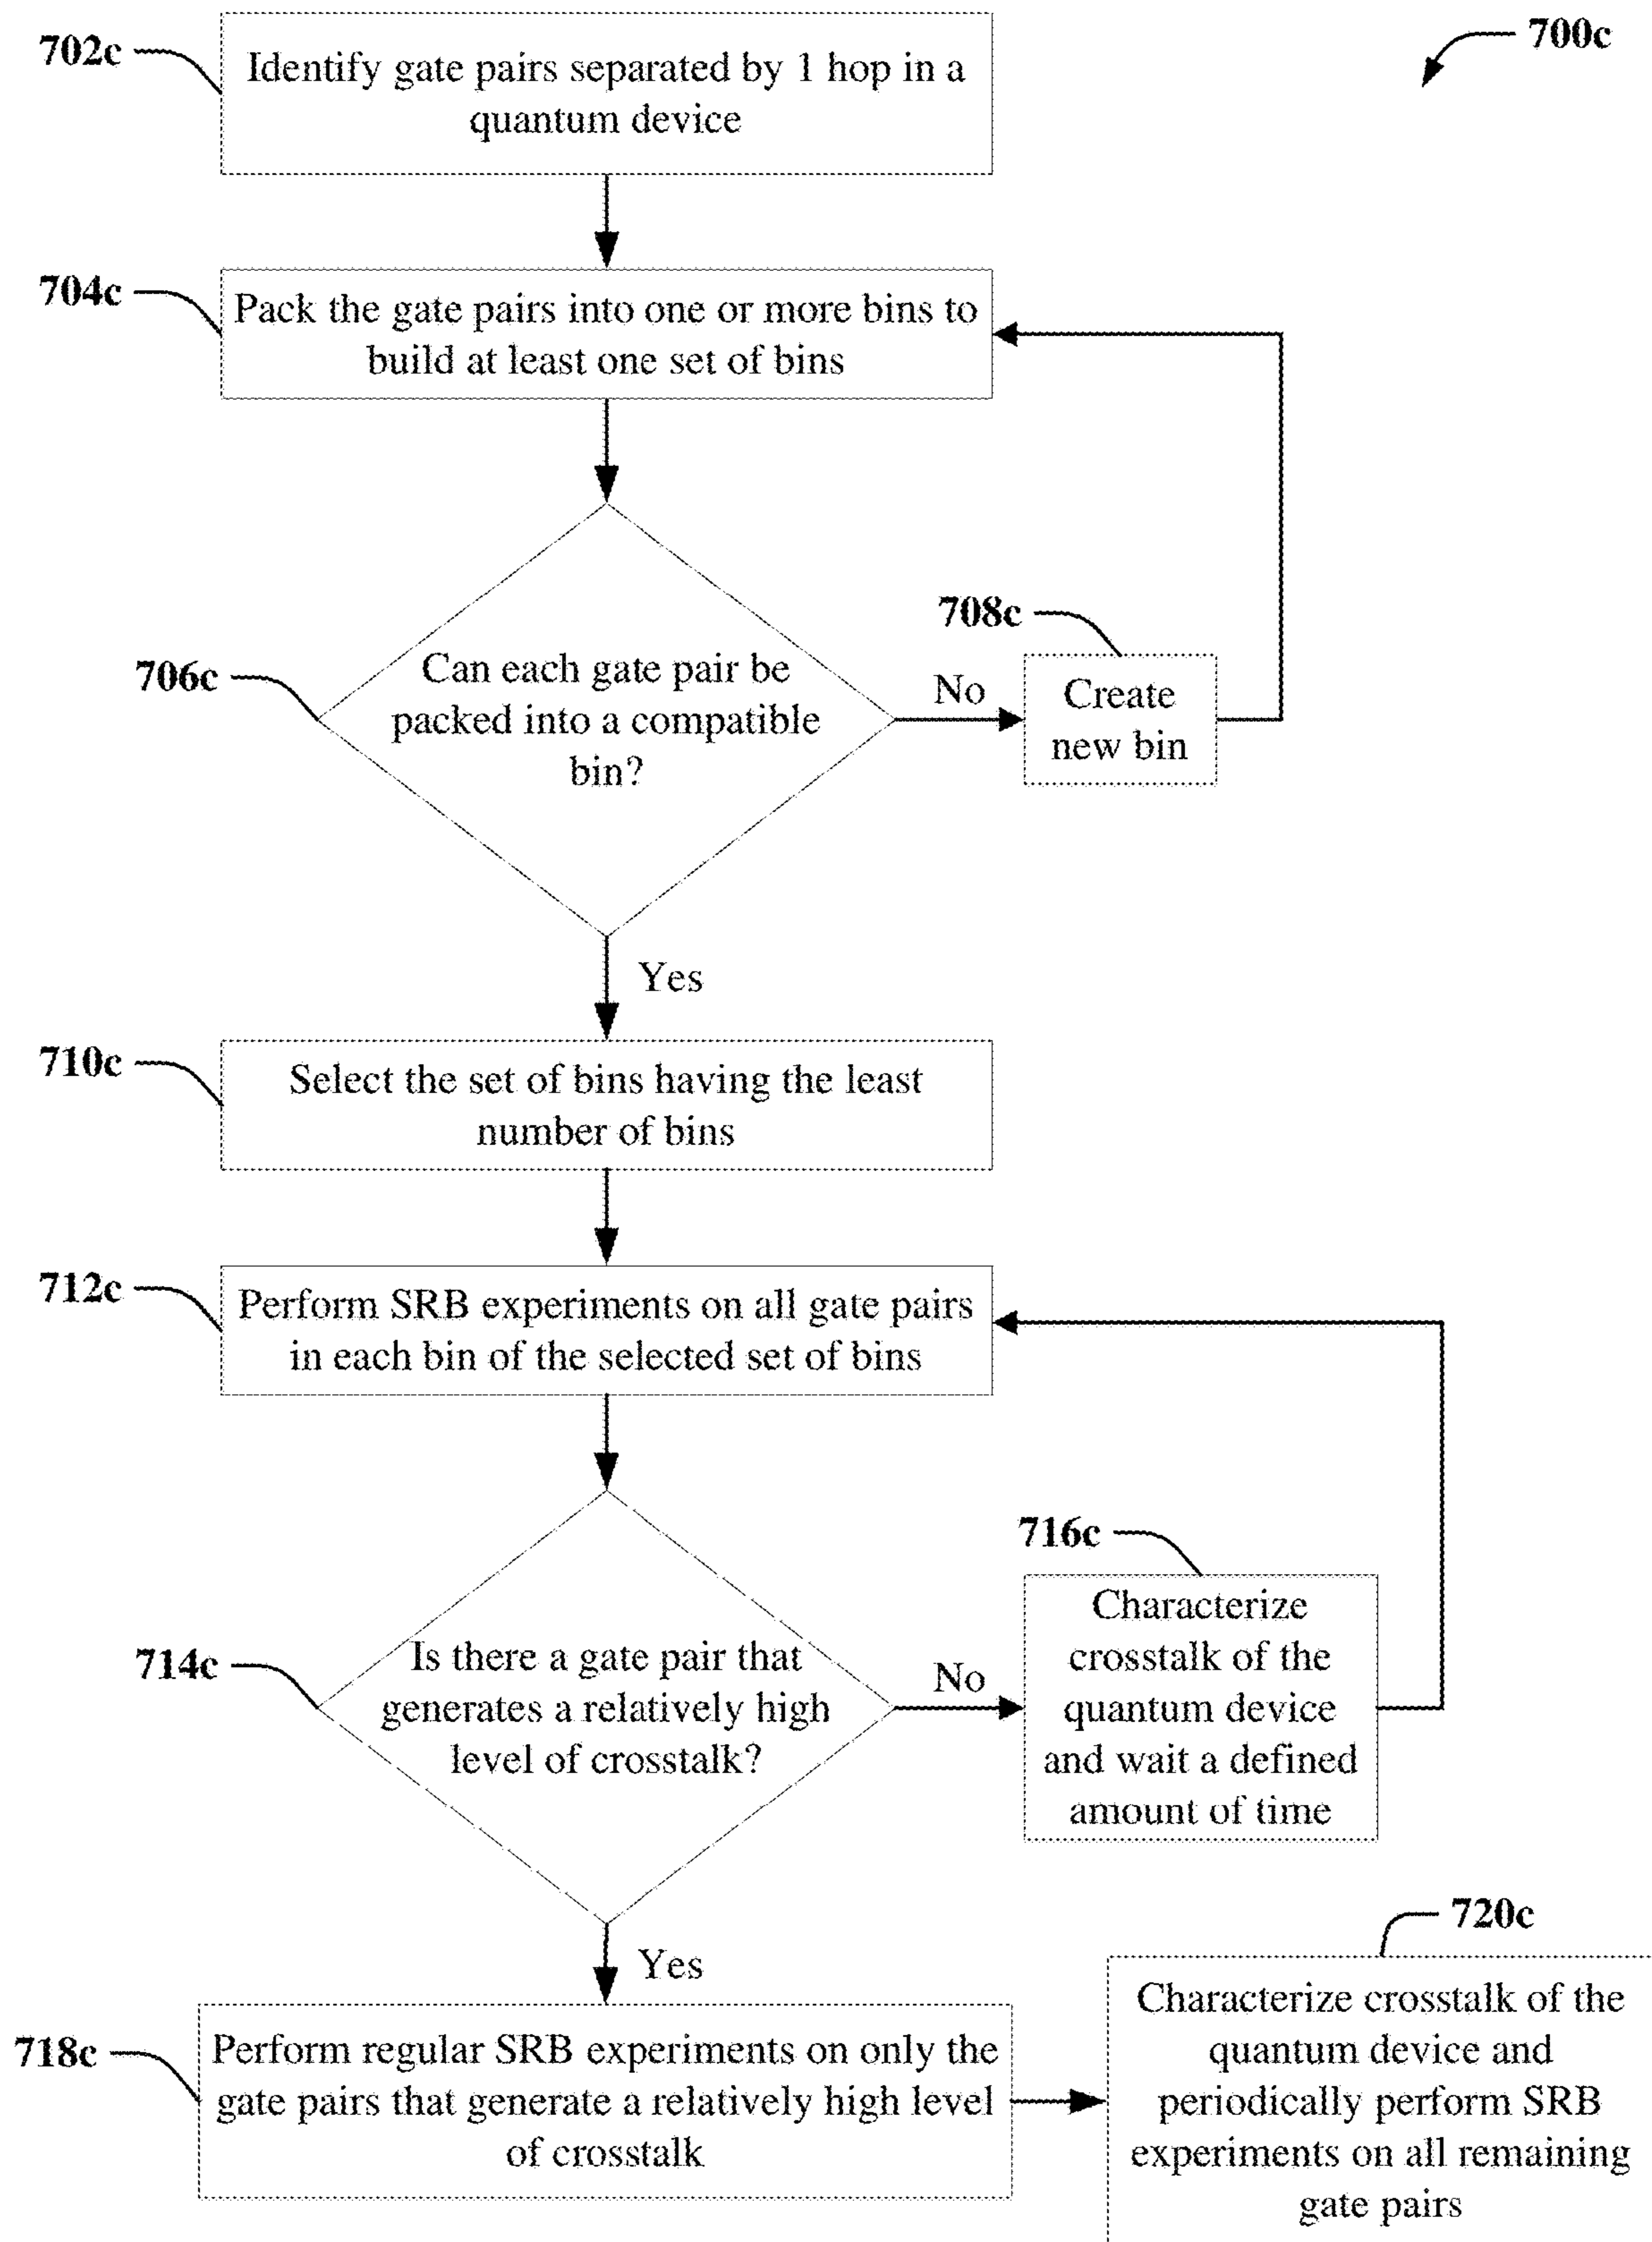 700c
702c
Identify gate pairs separated by 1 hop in a
quantum device
704c
Pack the gate pairs into one or more bins to
build at least one set of bins
706c
Can each gate pair be
packed into a compatible
bin?
No
708c
Create
new bin
Yes
710c
Select the set of bins having the least
number of bins
712c
Perform SRB experiments on all gate pairs
in each bin of the selected set of bins
714c
Is there a gate pair that
generates a relatively high
level of crosstalk?
No
716c
Characterize
crosstalk of the
quantum device
and wait a defined
amount of time
Yes
718c
Perform regular SRB experiments on only the
gate pairs that generate a relatively high level
of crosstalk
720c
Characterize crosstalk of the
quantum device and
periodically perform SRB
experiments on all remaining
gate pairs